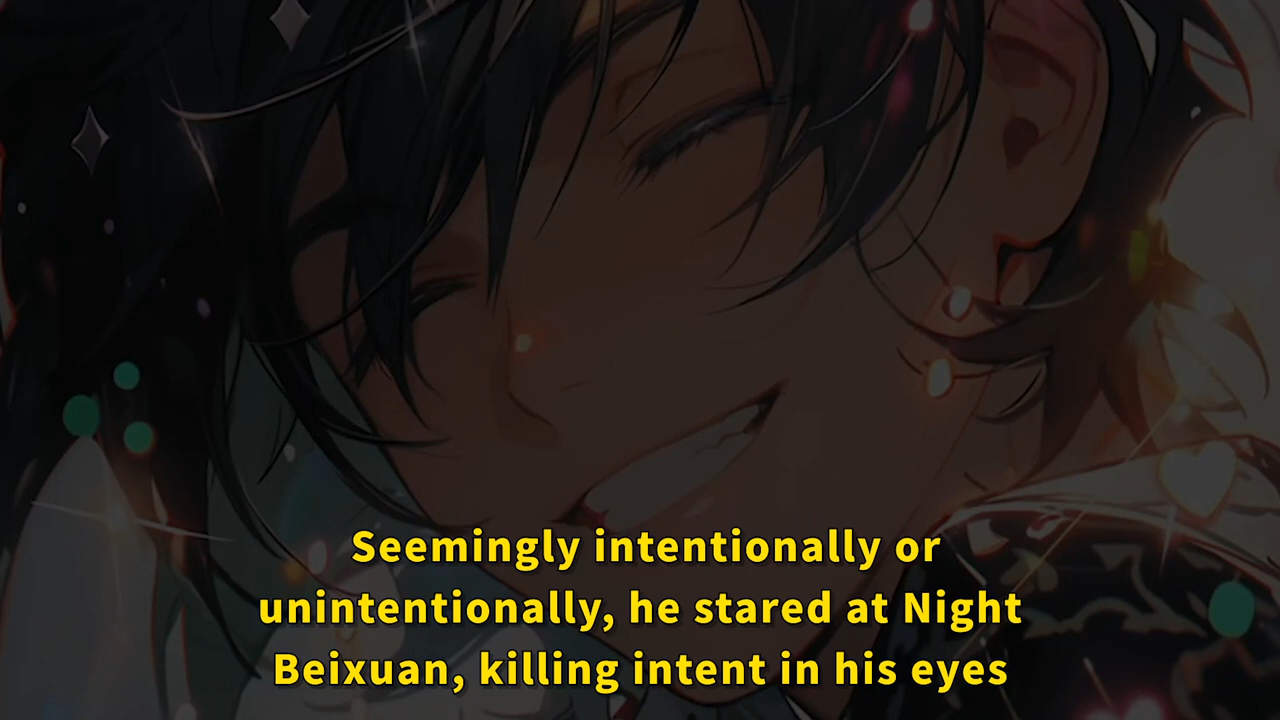 Seemingly intentionally or
unintentionally, he stared at Night
Beixuan, killing intent in his eyes